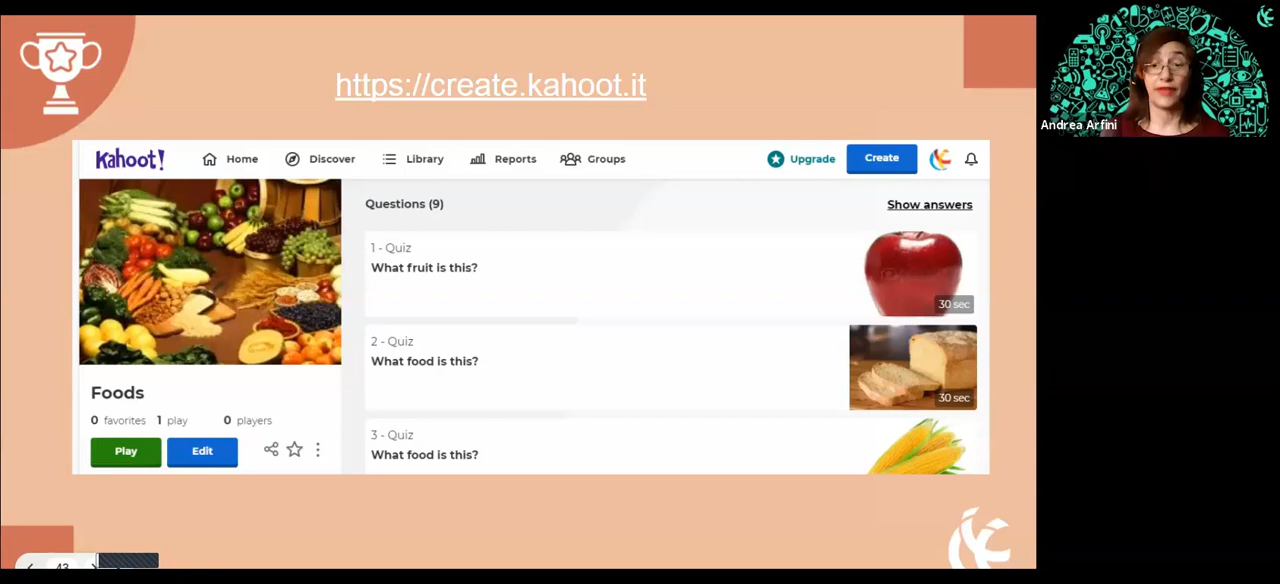 https://create.kahoot.it
Kahoot! Home Discover Library Reports Groups Upgrade Create
Questions (9) Show answers
1 - Quiz
What fruit is this?
30 sec
2 - Quiz
What food is this?
30 sec
3 - Quiz
What food is this?
Foods
0 favorites 1 play 0 players
Play Edit
43
Andrea Arfini